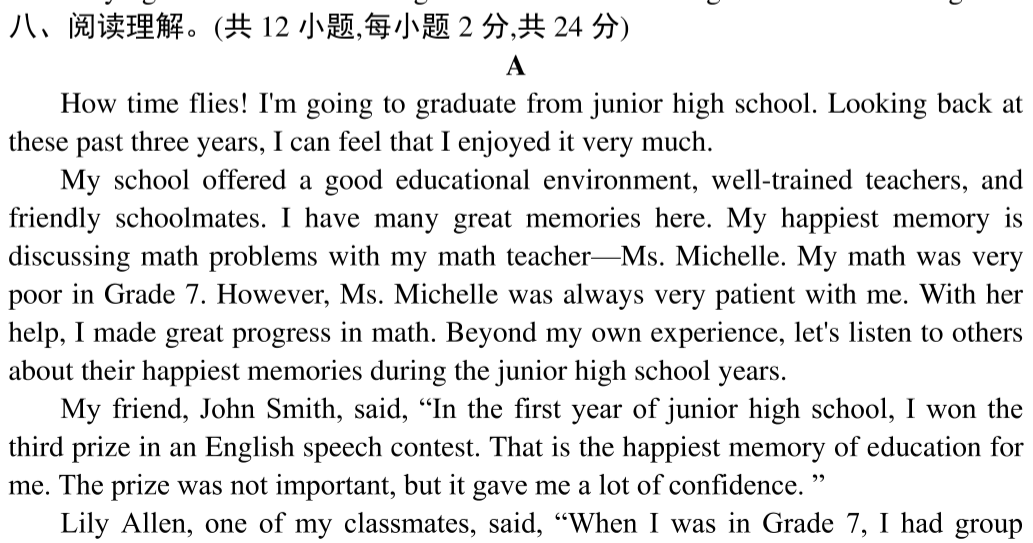 八、阅读理解。(共 12 小题,每小题 2 分,共 24 分)
A
How time flies! I'm going to graduate from junior high school. Looking back at
these past three years, I can feel that I enjoyed it very much.
My school offered a good educational environment, well-trained teachers, and
friendly schoolmates. I have many great memories here. My happiest memory is
discussing math problems with my math teacher—Ms. Michelle. My math was very
poor in Grade 7. However, Ms. Michelle was always very patient with me. With her
help, I made great progress in math. Beyond my own experience, let's listen to others
about their happiest memories during the junior high school years.
My friend, John Smith, said, “In the first year of junior high school, I won the
third prize in an English speech contest. That is the happiest memory of education for
me. The prize was not important, but it gave me a lot of confidence. ”
Lily Allen, one of my classmates, said, “When I was in Grade 7, I had group